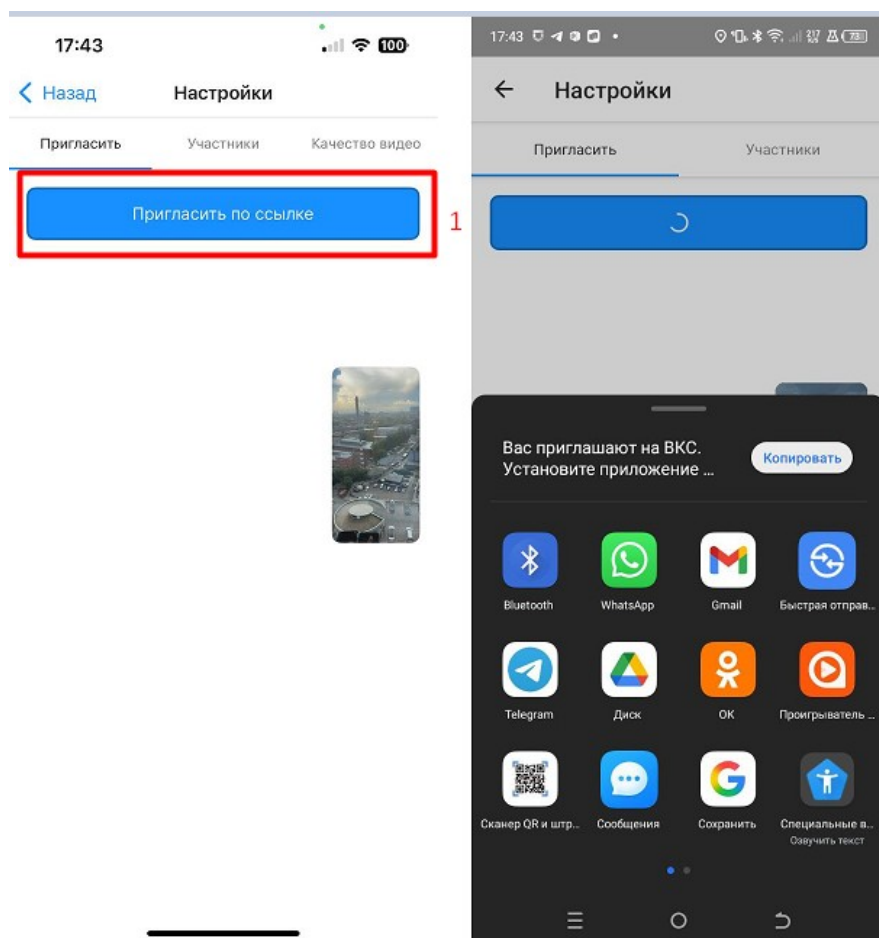 17:43
100
Назад
Настройки
Пригласить
Участники
Качество видео
Пригласить по ссылке
1
17:43
73
Настройки
Пригласить
Участники
Вас приглашают на ВКС.
Установите приложение ...
Копировать
Bluetooth
WhatsApp
Gmail
Быстрая отправ...
Telegram
Диск
ОК
Проигрыватель ...
Сканер QR и штр...
Сообщения
Сохранить
Специальные в...
Озвучить текст